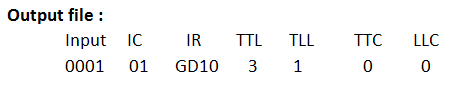 Output file :
Input IC IR TTL TLL TTC LLC
0001 01 GD10 3 1 0 0